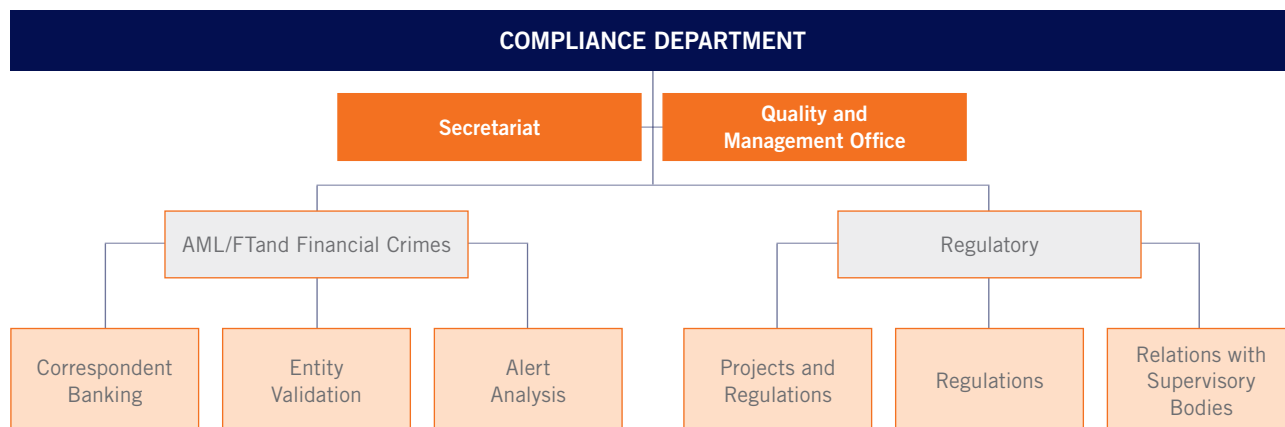 COMPLIANCE DEPARTMENT
Secretariat
Quality and
Management Office
AML/FTand Financial Crimes
Regulatory
Correspondent
Banking
Entity
Validation
Alert
Analysis
Projects and
Regulations
Regulations
Relations with
Supervisory
Bodies